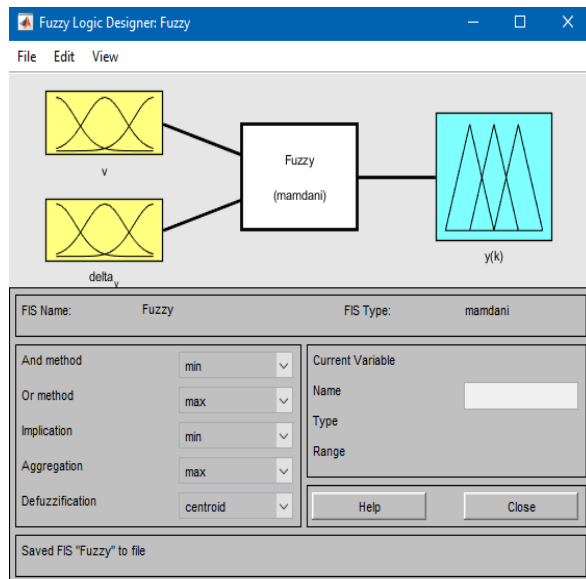 Fuzzy Logic Designer: Fuzzy
File Edit View
v
delta_v
Fuzzy
(mamdani)
y(k)
FIS Name: Fuzzy FIS Type: mamdani
And method min
Or method max
Implication min
Aggregation max
Defuzzification centroid
Current Variable
Name
Type
Range
Help Close
Saved FIS "Fuzzy" to file